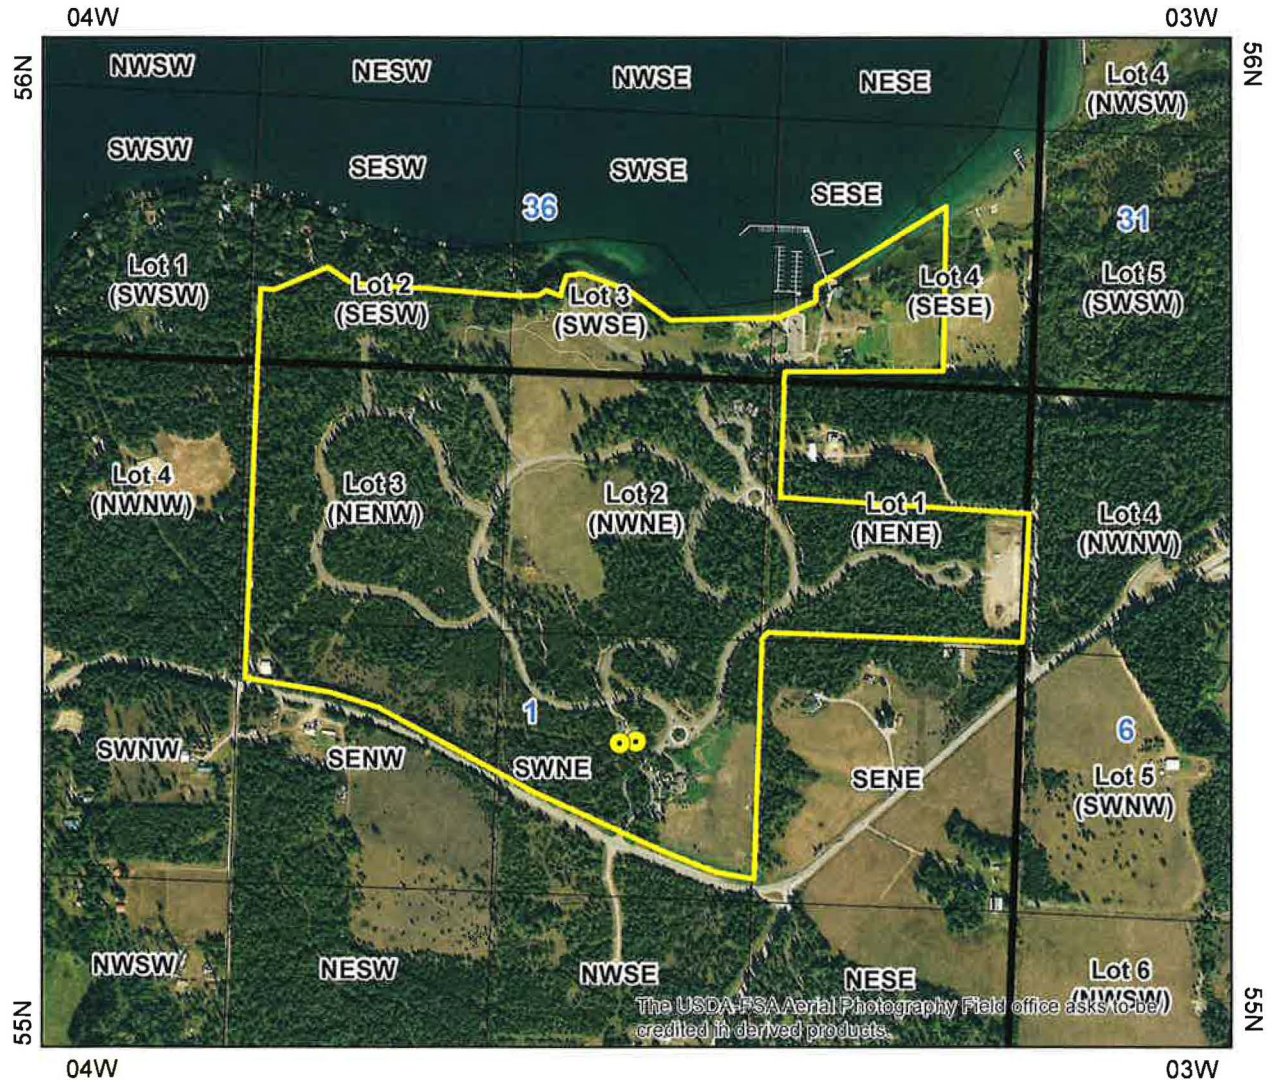 04W
03W
56N
56N
NWSW
NESW
NWSE
NESE
Lot 4
(NWSW)
SWSW
SESW
SWSE
SESE
36
31
Lot 1
(SWSW)
Lot 2
(SESW)
Lot 3
(SWSE)
Lot 4
(SESE)
Lot 5
(SWSW)
Lot 4
(NWNW)
Lot 3
(NENW)
Lot 2
(NWNE)
Lot 1
(NENE)
Lot 4
(NWNW)
1
6
SWNW
SENW
SWNE
SENE
Lot 5
(SWNW)
NWSW
NESW
NWSE
NESE
Lot 6
(NWSW)
The USDA-FSA Aerial Photography Field office asks to be
credited in derived products.
55N
55N
04W
03W